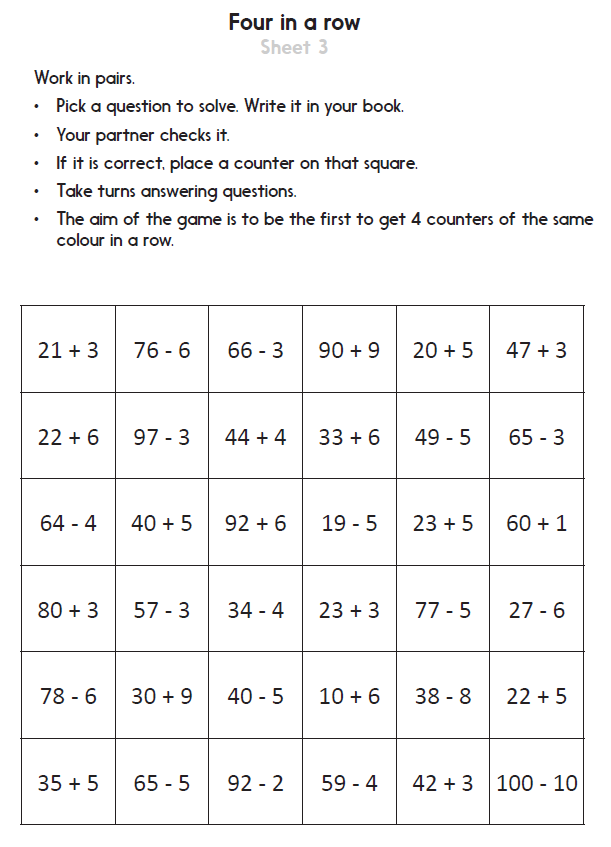 Four in a row
Sheet 3
Work in pairs.
• Pick a question to solve. Write it in your book.
• Your partner checks it.
• If it is correct, place a counter on that square.
• Take turns answering questions.
• The aim of the game is to be the first to get 4 counters of the same
colour in a row.
21 + 3 76 - 6 66 - 3 90 + 9 20 + 5 47 + 3
22 + 6 97 - 3 44 + 4 33 + 6 49 - 5 65 - 3
64 - 4 40 + 5 92 + 6 19 - 5 23 + 5 60 + 1
80 + 3 57 - 3 34 - 4 23 + 3 77 - 5 27 - 6
78 - 6 30 + 9 40 - 5 10 + 6 38 - 8 22 + 5
35 + 5 65 - 5 92 - 2 59 - 4 42 + 3 100 - 10